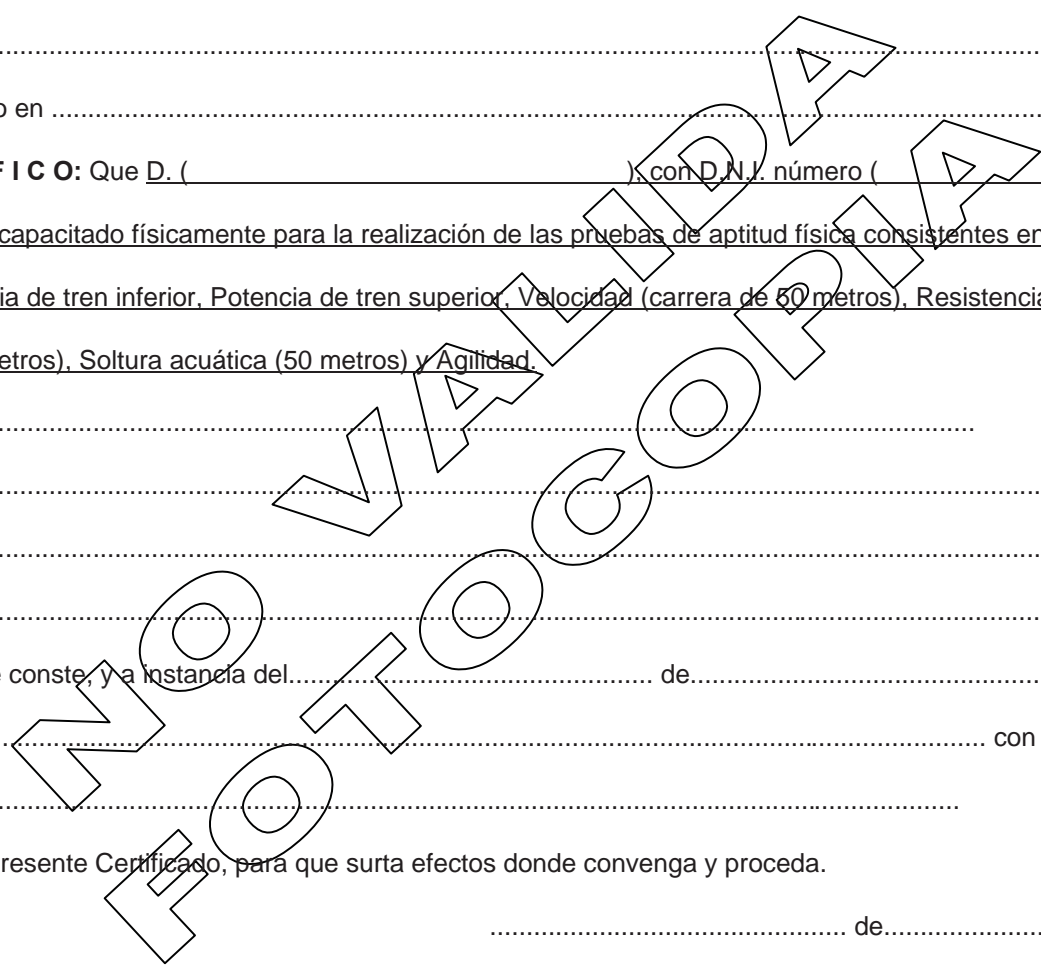 ..........................................................................................................................................
o en ..........................................................................................................................................
F I C O: Que D. (                              ), con D.N.I. número (
capacitado físicamente para la realización de las pruebas de aptitud física consistentes en
ia de tren inferior, Potencia de tren superior, Velocidad (carrera de 50 metros), Resistencia
etros), Soltura acuática (50 metros) y Agilidad.
..........................................................................................................................................
..........................................................................................................................................
..........................................................................................................................................
..........................................................................................................................................
e conste, y a instancia del.................................................. de..................................................
.......................................................................................................................................... con
..........................................................................................................................................
resente Certificado, para que surta efectos donde convenga y proceda.
................................................. de......................
NO VALIDA
FOTOCOPIA